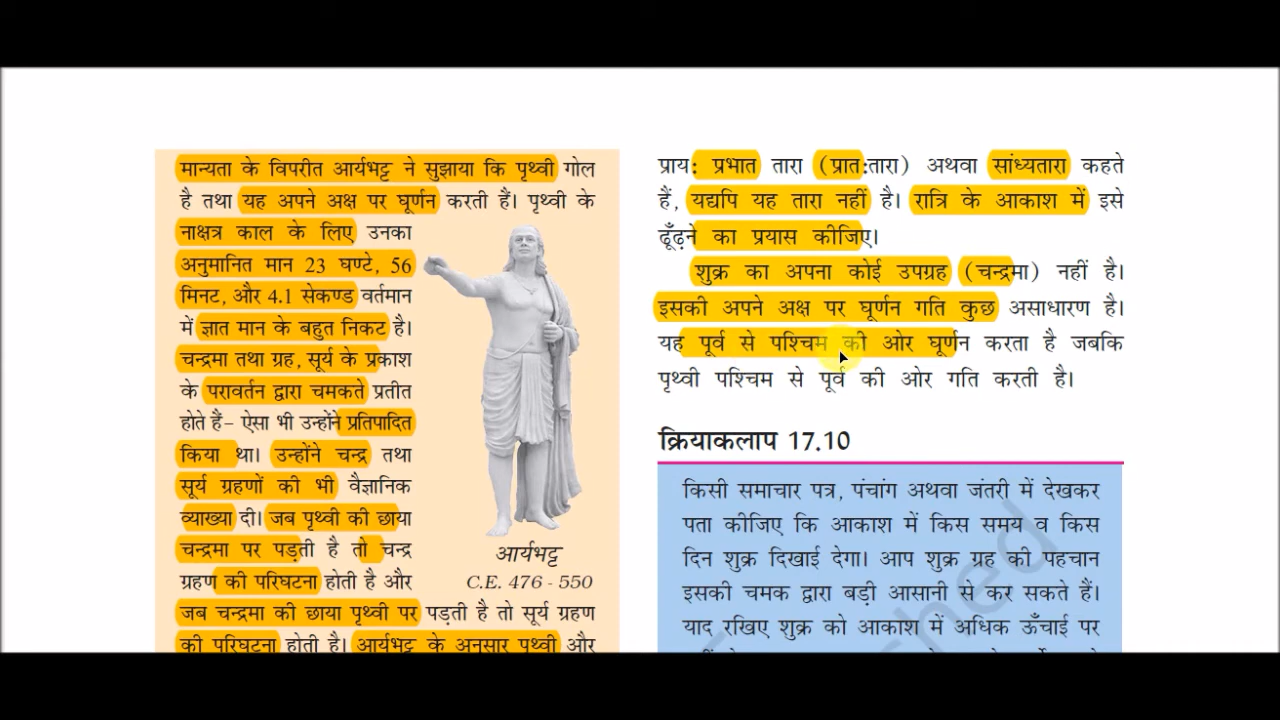 मान्यता के विपरीत आर्यभट्ट ने सुझाया कि पृथ्वी गोल
है तथा यह अपने अक्ष पर घूर्णन करती हैं। पृथ्वी के
नाक्षत्र काल के लिए उनका
अनुमानित मान 23 घण्टे, 56
मिनट, और 4.1 सेकण्ड वर्तमान
में ज्ञात मान के बहुत निकट है।
चन्द्रमा तथा ग्रह, सूर्य के प्रकाश
के परावर्तन द्वारा चमकते प्रतीत
होते हैं- ऐसा भी उन्होंने प्रतिपादित
किया था। उन्होंने चन्द्र तथा
सूर्य ग्रहणों की भी वैज्ञानिक
व्याख्या दी। जब पृथ्वी की छाया
चन्द्रमा पर पड़ती है तो चन्द्र
ग्रहण की परिघटना होती है और
जब चन्द्रमा की छाया पृथ्वी पर पड़ती है तो सूर्य ग्रहण
की परिघटना होती है। आर्यभट्ट के अनुसार पृथ्वी और
आर्यभट्ट
C.E. 476 - 550
प्राय: प्रभात तारा (प्रात:तारा) अथवा सांध्यतारा कहते
हैं, यद्यपि यह तारा नहीं है। रात्रि के आकाश में इसे
ढूँढ़ने का प्रयास कीजिए।
शुक्र का अपना कोई उपग्रह (चन्द्रमा) नहीं है।
इसकी अपने अक्ष पर घूर्णन गति कुछ असाधारण है।
यह पूर्व से पश्चिम की ओर घूर्णन करता है जबकि
पृथ्वी पश्चिम से पूर्व की ओर गति करती है।
क्रियाकलाप 17.10
किसी समाचार पत्र, पंचांग अथवा जंतरी में देखकर
पता कीजिए कि आकाश में किस समय व किस
दिन शुक्र दिखाई देगा। आप शुक्र ग्रह की पहचान
इसकी चमक द्वारा बड़ी आसानी से कर सकते हैं।
याद रखिए शुक्र को आकाश में अधिक ऊँचाई पर